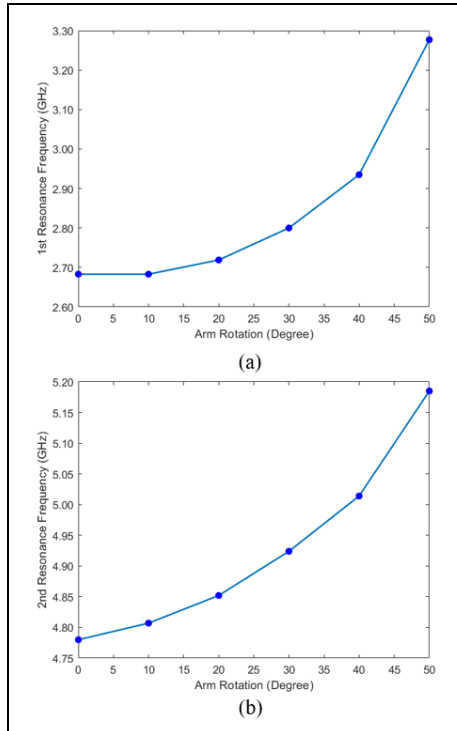 3.30
3.20
3.10
3.00
2.90
2.80
2.70
2.60
1st Resonance Frequency (GHz)
0 5 10 15 20 25 30 35 40 45 50
Arm Rotation (Degree)
(a)
5.20
5.15
5.10
5.05
5.00
4.95
4.90
4.85
4.80
4.75
2nd Resonance Frequency (GHz)
0 5 10 15 20 25 30 35 40 45 50
Arm Rotation (Degree)
(b)